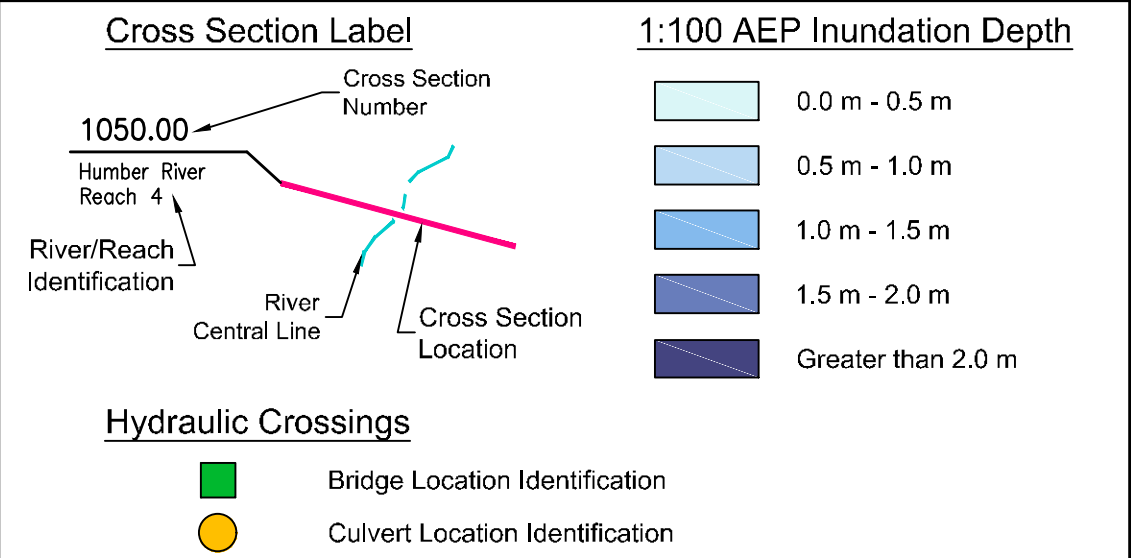 Cross Section Label
Cross Section
Number
1050.00
Humber River
Reach 4
River/Reach
Identification
River
Central Line
Cross Section
Location
1:100 AEP Inundation Depth
0.0 m - 0.5 m
0.5 m - 1.0 m
1.0 m - 1.5 m
1.5 m - 2.0 m
Greater than 2.0 m
Hydraulic Crossings
Bridge Location Identification
Culvert Location Identification